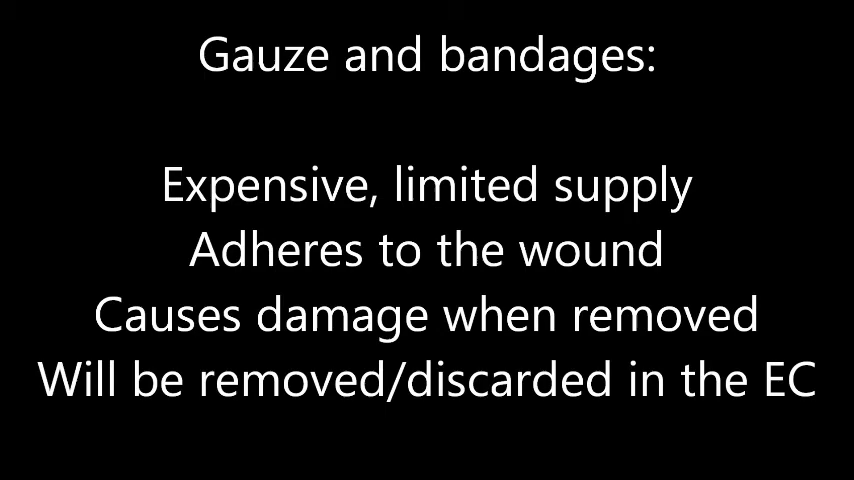 Gauze and bandages:
Expensive, limited supply
Adheres to the wound
Causes damage when removed
Will be removed/discarded in the EC